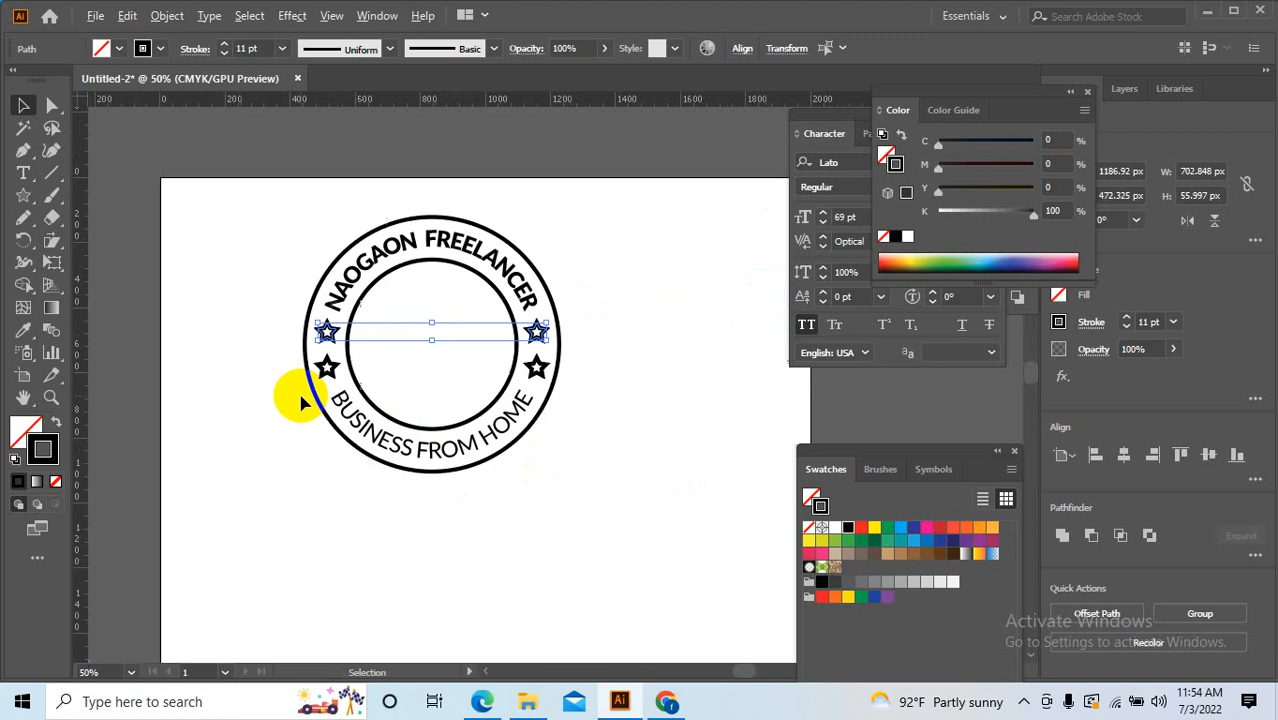 Ai File Edit Object Type Select Effect View Window Help Essentials Search Adobe Stock
Path Stroke: 11 pt Uniform Basic Opacity: 100% Style: Align Transform
Untitled-2* @ 50% (CMYK/GPU Preview)
200 0 200 400 600 800 1000 1200 1400 1600 1800 2000
Layers Libraries
Color Color Guide
C 0 %
M 0 %
Y 0 %
K 100 %
Character
Lato
Regular
69 pt
Optical
100%
0 pt 0°
English: USA
1186.92 px W: 702.848 px
472.325 px H: 55.997 px
0°
Fill
Stroke 11 pt
Opacity 100%
fx.
Align
Pathfinder
Expand
Quick Actions
Offset Path Group
Recolor
NAOGAON FREELANCER
BUSINESS FROM HOME
Swatches Brushes Symbols
Activate Windows
Go to Settings to activate Windows.
50% 1 Selection
Type here to search
92°F Partly sunny
11:54 AM
7/3/2022